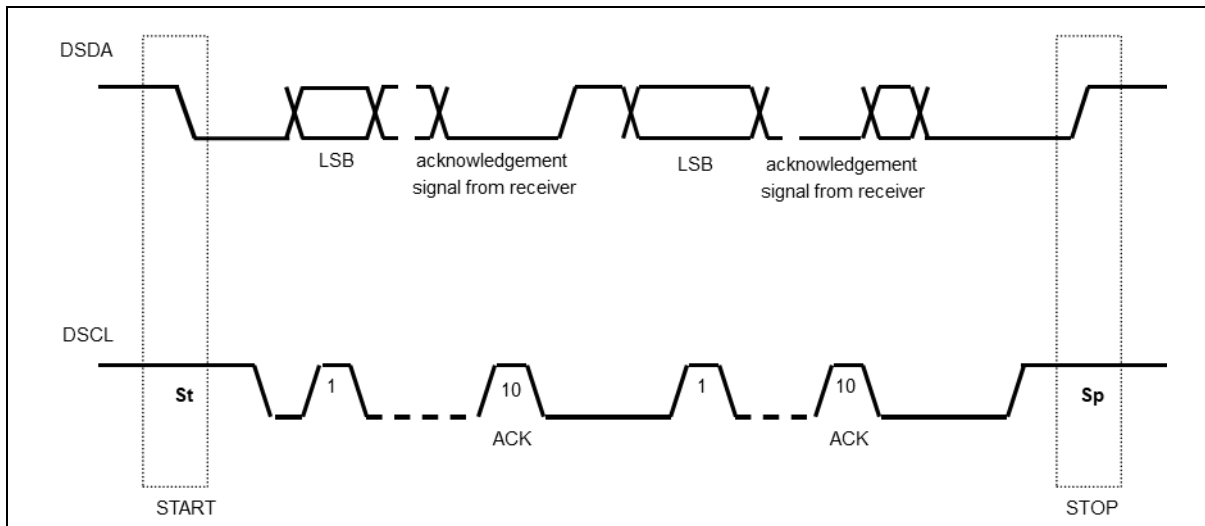 DSDA
LSB
acknowledgement
signal from receiver
LSB
acknowledgement
signal from receiver
DSCL
St
1
10
1
10
Sp
ACK
ACK
START
STOP